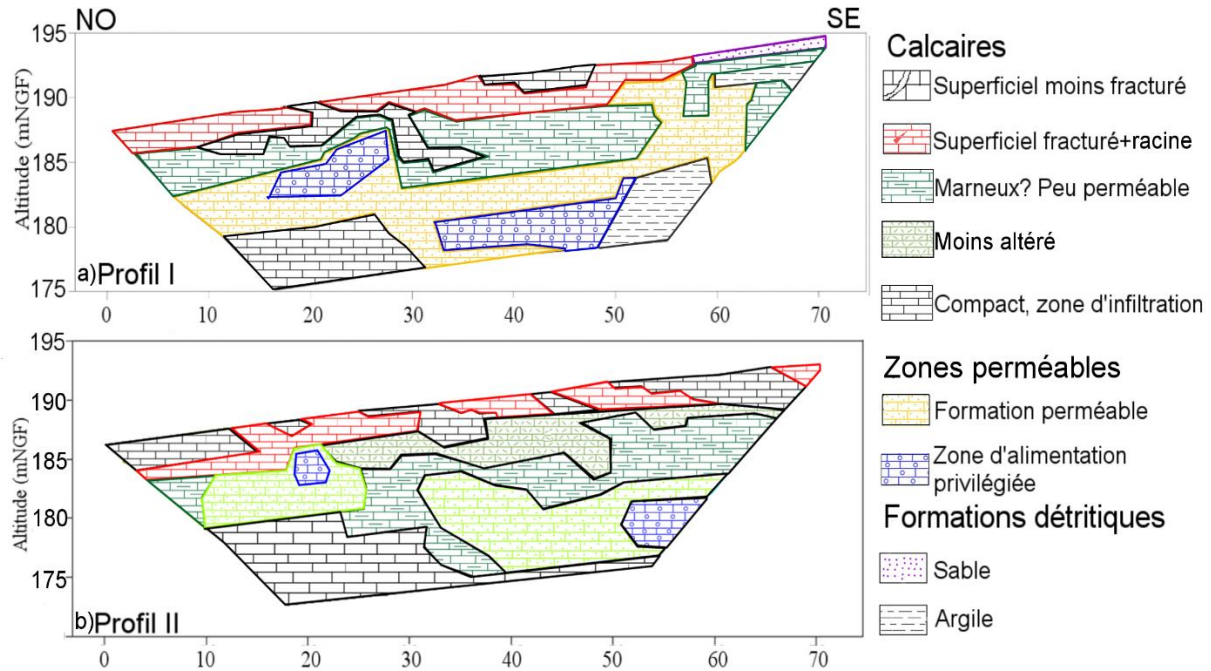 NO
SE
195
190
185
180
175
Altitude (mNGF)
a)Profil I
0 10 20 30 40 50 60 70
195
190
185
180
175
Altitude (mNGF)
b)Profil II
0 10 20 30 40 50 60 70
Calcaires
Superficiel moins fracturé
Superficiel fracturé+racine
Marneux? Peu perméable
Moins altéré
Compact, zone d'infiltration
Zones perméables
Formation perméable
Zone d'alimentation
privilégiée
Formations détritiques
Sable
Argile